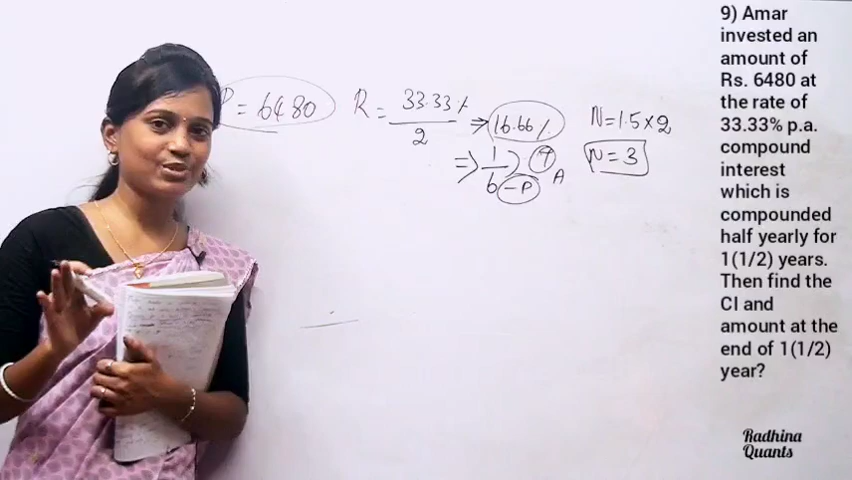 P = 6480
R = 33.33% / 2 ⇒ 16.66%
⇒ 1/6 ) 7 A
-P
N=1.5×2
N=3
9) Amar
invested an
amount of
Rs. 6480 at
the rate of
33.33% p.a.
compound
interest
which is
compounded
half yearly for
1(1/2) years.
Then find the
CI and
amount at the
end of 1(1/2)
year?
Radhina
Quants